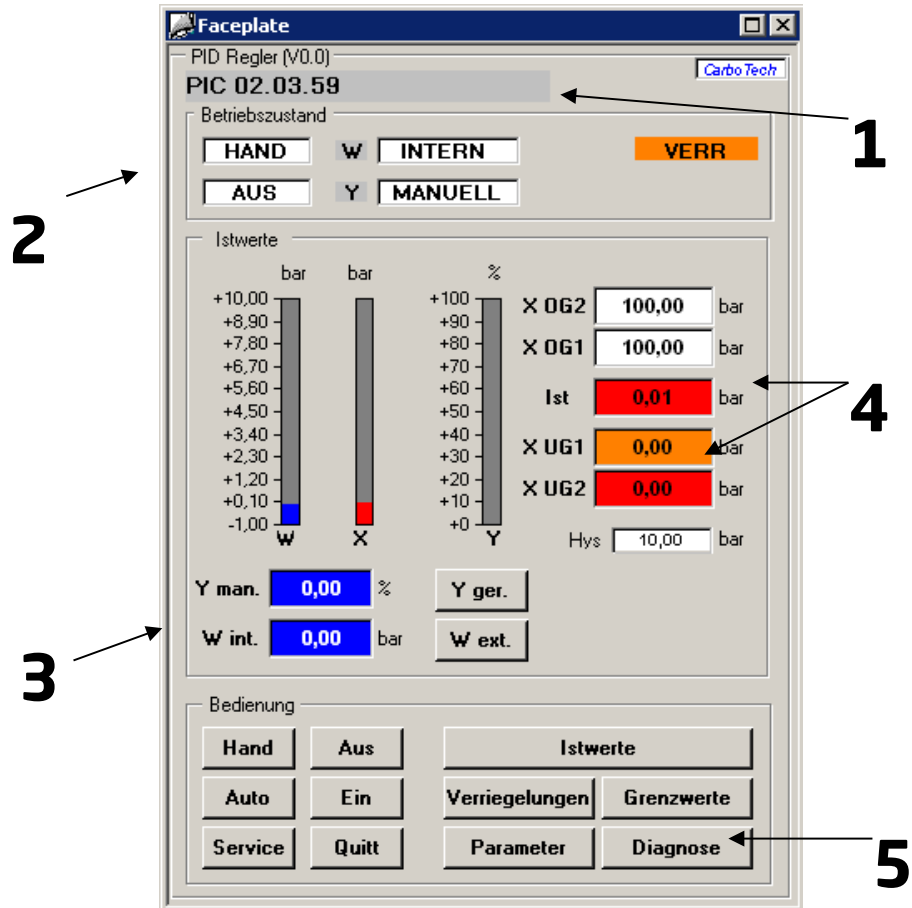 Faceplate
PID Regler (V0.0)
CarboTech
PIC 02.03.59
1
Betriebszustand
HAND W INTERN VERR
AUS Y MANUELL
2
Istwerte
bar bar %
+10,00 +100
+8,90 +90
+7,80 +80
+6,70 +70
+5,60 +60
+4,50 +50
+3,40 +40
+2,30 +30
+1,20 +20
+0,10 +10
-1,00 +0
W X Y
X OG2 100,00 bar
X OG1 100,00 bar
Ist 0,01 bar
4
X UG1 0,00 bar
X UG2 0,00 bar
Hys 10,00 bar
Y man. 0,00 % Y ger.
W int. 0,00 bar W ext.
3
Bedienung
Hand Aus Istwerte
Auto Ein Verriegelungen Grenzwerte
Service Quitt Parameter Diagnose
5